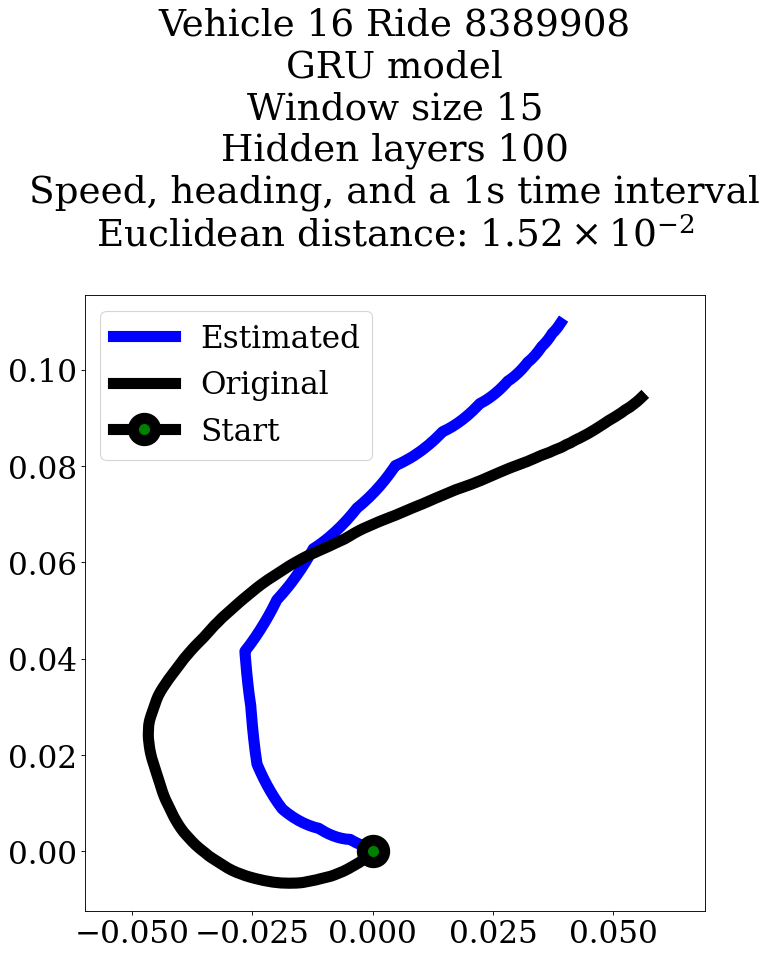 Vehicle 16 Ride 8389908
GRU model
Window size 15
Hidden layers 100
Speed, heading, and a 1s time interval
Euclidean distance: 1.52 × 10⁻²
Estimated
Original
Start
0.10
0.08
0.06
0.04
0.02
0.00
−0.050 −0.025 0.000 0.025 0.050